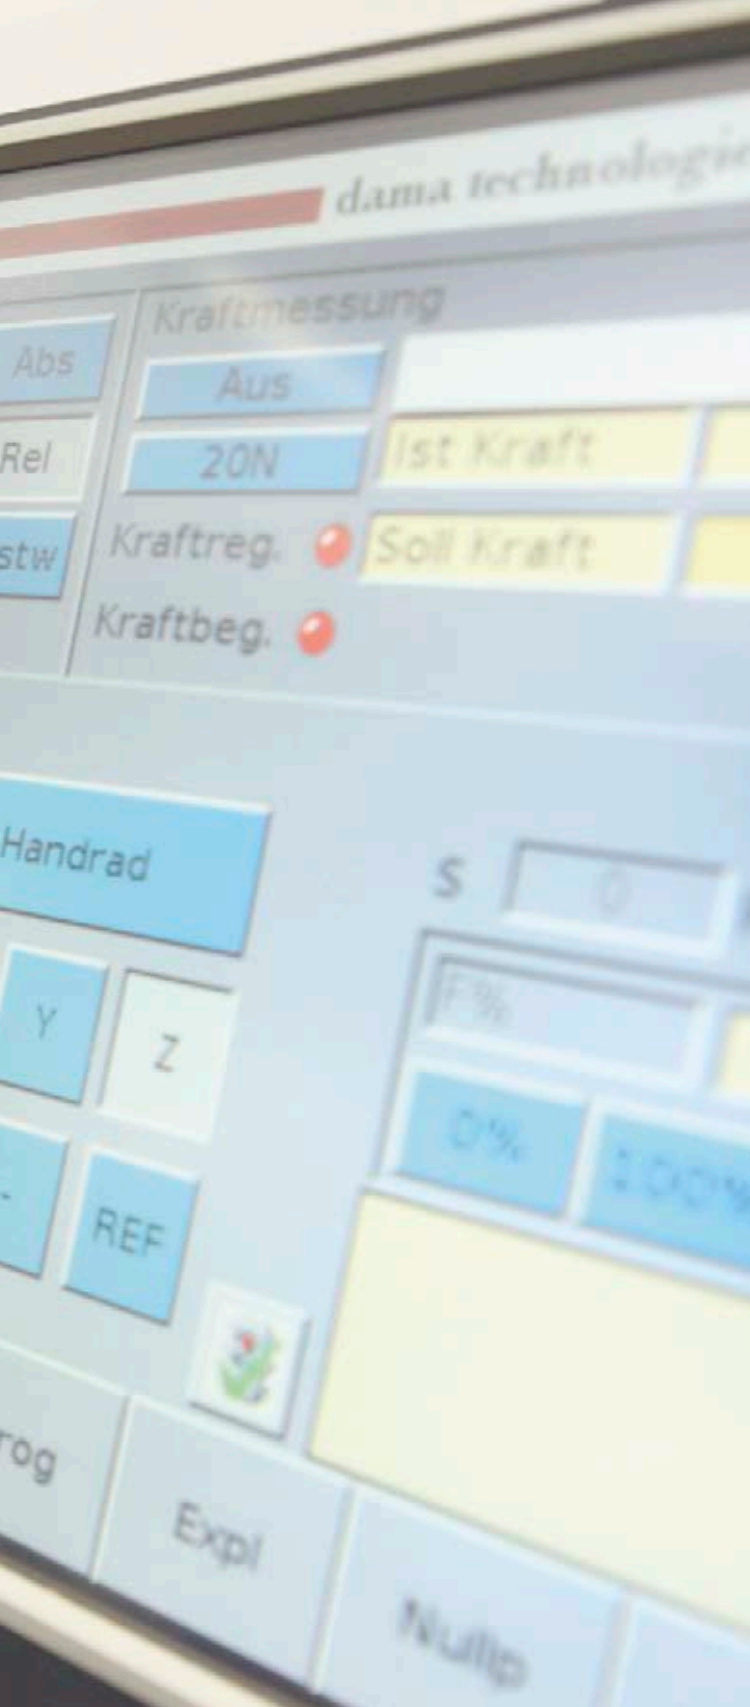 dama technologie
Kraftmessung
Abs
Aus
Rel
20N
Ist Kraft
stw
Kraftreg.
Soll Kraft
Kraftbeg.
Handrad
S
0
Y
Z
F%
0%
100%
-
REF
rog
Expl
Nullp